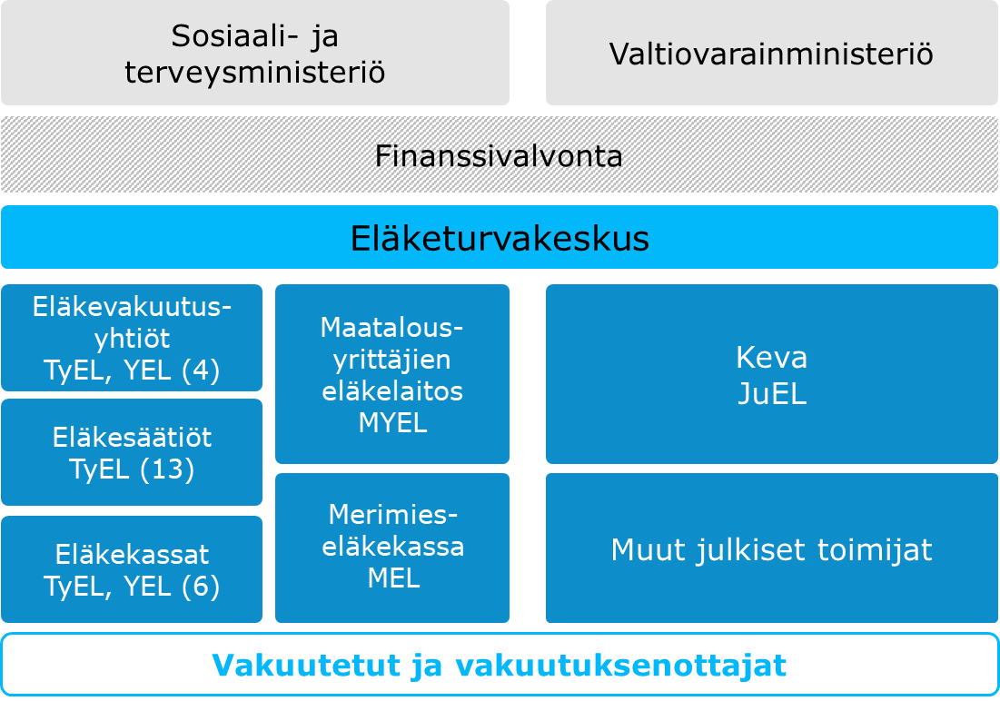 Sosiaali- ja
terveysministeriö
Valtiovarainministeriö
Finanssivalvonta
Eläketurvakeskus
Eläkevakuutus-
yhtiöt
TyEL, YEL (4)
Eläkesäätiöt
TyEL (13)
Eläkekassat
TyEL, YEL (6)
Maatalous-
yrittäjien
eläkelaitos
MYEL
Merimies-
eläkekassa
MEL
Keva
JuEL
Muut julkiset toimijat
Vakuutetut ja vakuutuksenottajat